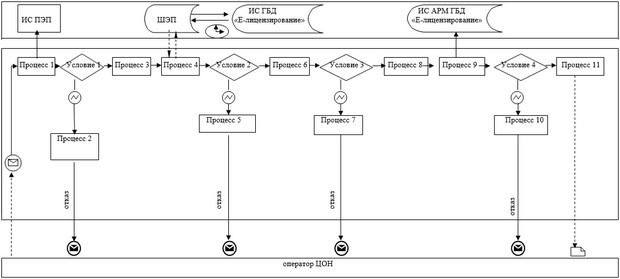 ИС ПЭП
ШЭП
ИС ГБД
«Е-лицензирование»
ИС АРМ ГБД
«Е-лицензирование»
Процесс 1
Условие 1
Процесс 3
Процесс 4
Условие 2
Процесс 6
Условие 3
Процесс 8
Процесс 9
Условие 4
Процесс 11
Процесс 2
Процесс 5
Процесс 7
Процесс 10
отказ
отказ
отказ
отказ
оператор ЦОН